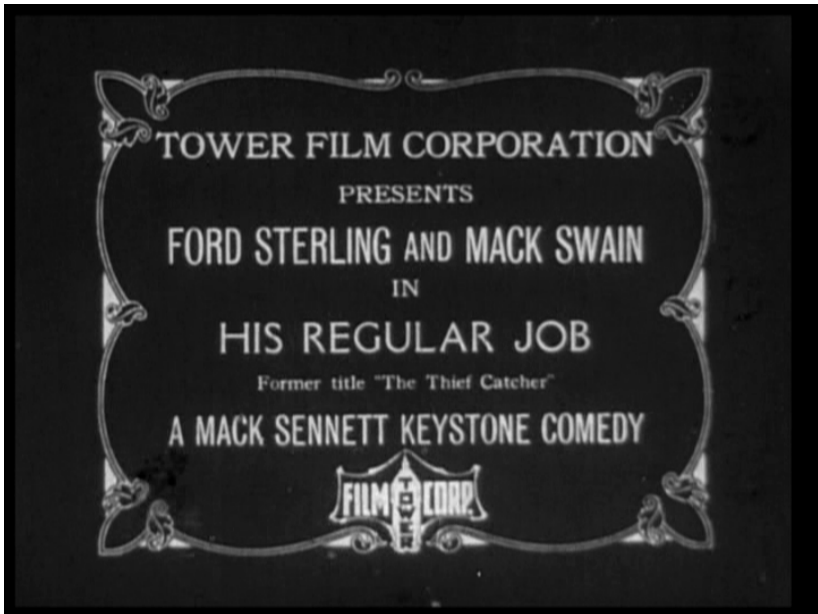 TOWER FILM CORPORATION
PRESENTS
FORD STERLING AND MACK SWAIN
IN
HIS REGULAR JOB
Former title "The Thief Catcher"
A MACK SENNETT KEYSTONE COMEDY
FILM TOWER CORP.